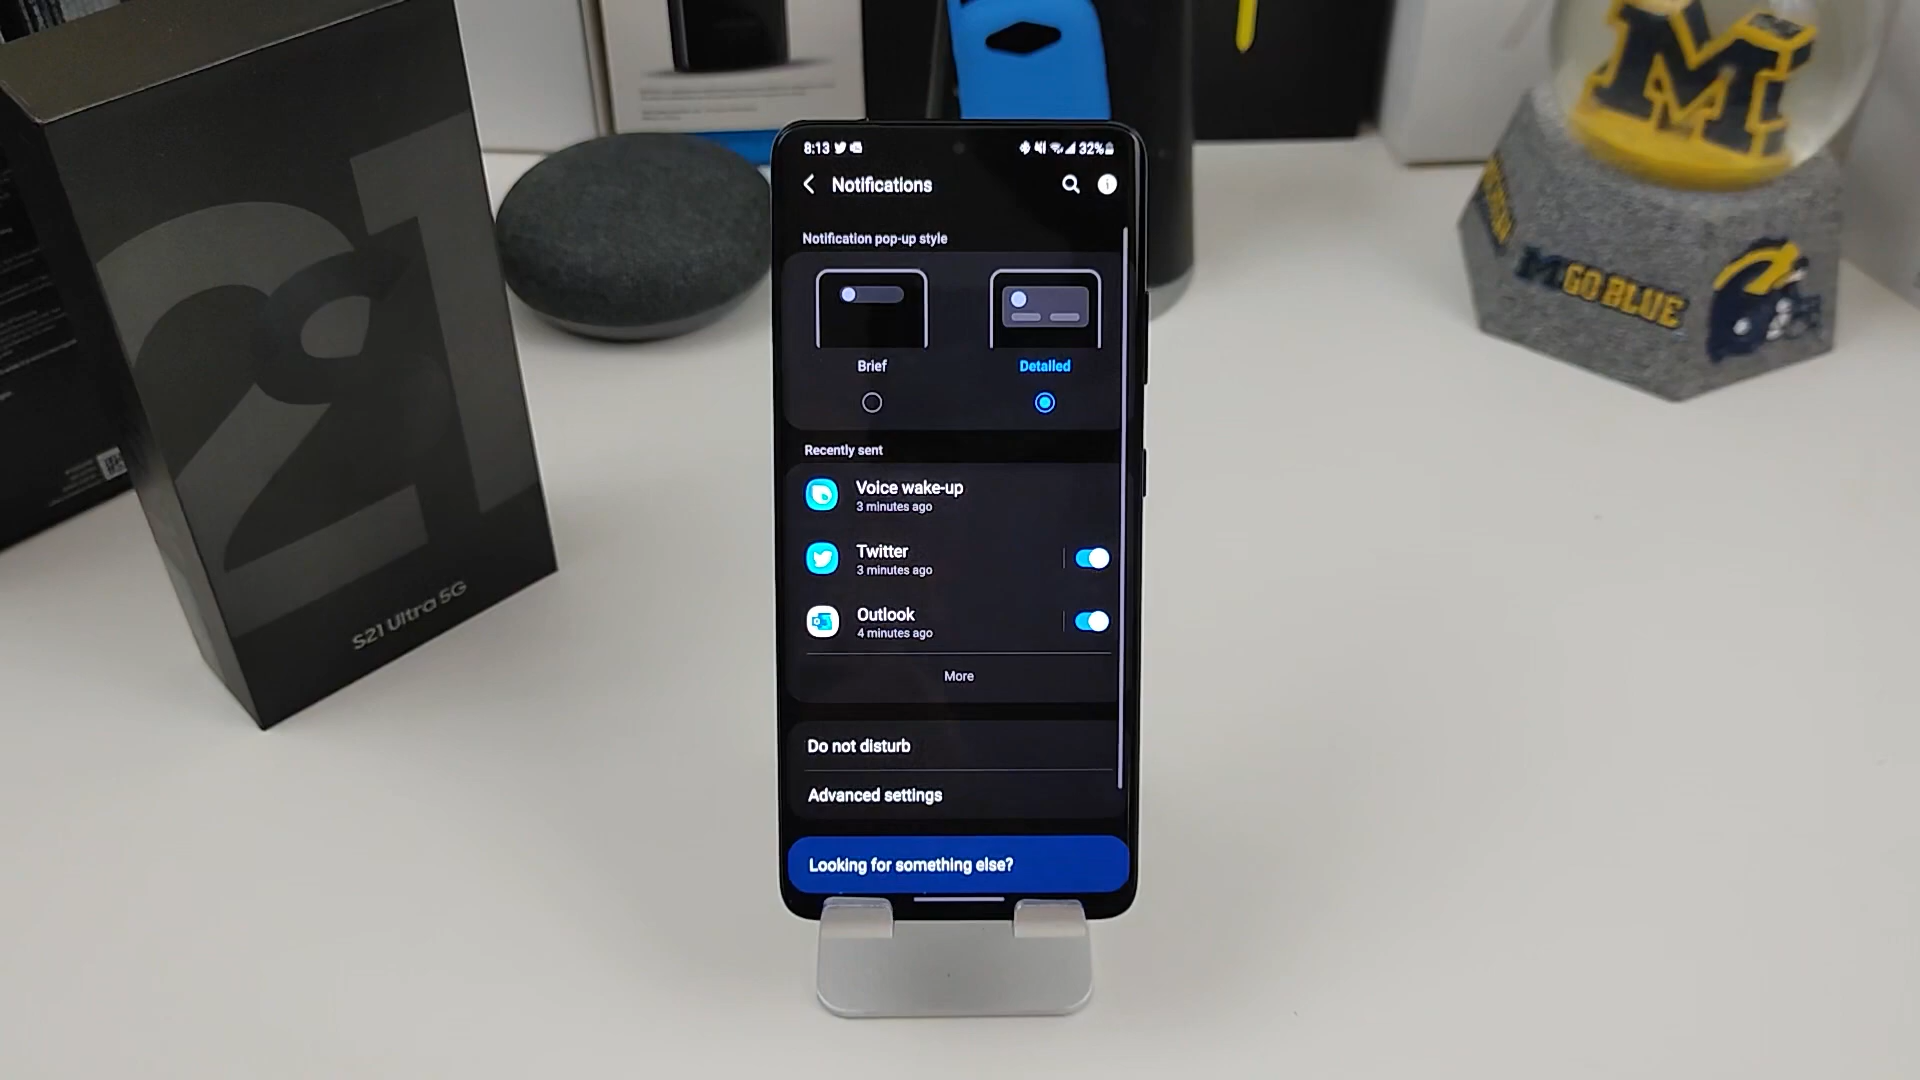 8:13
32%
Notifications
Notification pop-up style
Brief
Detailed
Recently sent
Voice wake-up
3 minutes ago
Twitter
3 minutes ago
Outlook
4 minutes ago
More
Do not disturb
Advanced settings
Looking for something else?
21
S21 Ultra 5G
M
M GO BLUE